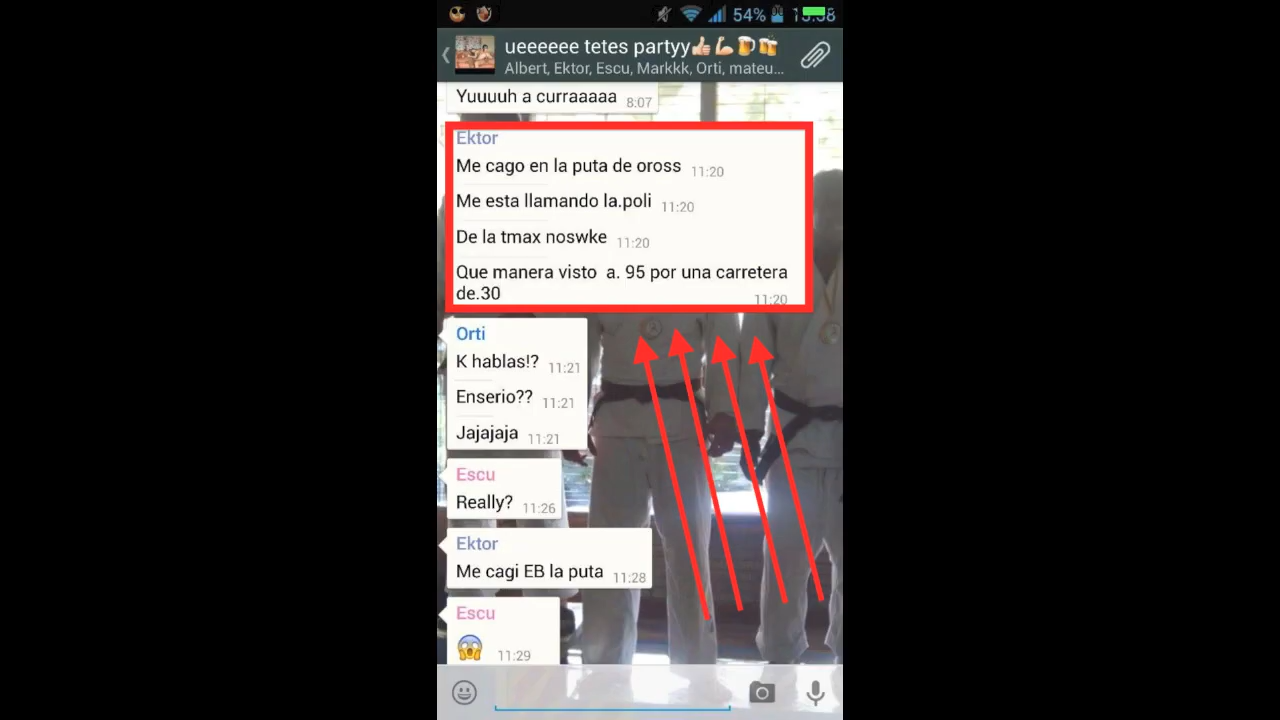 54% 13:38
ueeeeee tetes partyy👍💪🍺🍻
Albert, Ektor, Escu, Markkk, Orti, mateu...
Yuuuuh a curraaaaa 8:07
Ektor
Me cago en la puta de oross 11:20
Me esta llamando la.poli 11:20
De la tmax noswke 11:20
Que manera visto a. 95 por una carretera
de.30 11:20
Orti
K hablas!? 11:21
Enserio?? 11:21
Jajajaja 11:21
Escu
Really? 11:26
Ektor
Me cagi EB la puta 11:28
Escu
😱 11:29